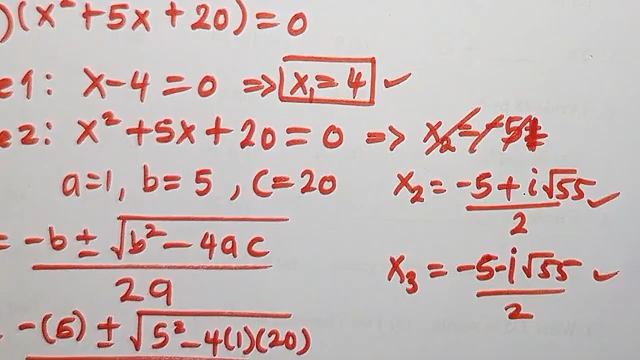 )(x²+5x+20)=0
e1: x-4=0 => x₁=4 ✓
e2: x²+5x+20=0 =>
a=1, b=5, c=20
x₂ = (-5+i√55)/2 ✓
= (-b±√(b²-4ac))/2a
x₃ = (-5-i√55)/2 ✓
-(5)±√(5²-4(1)(20))